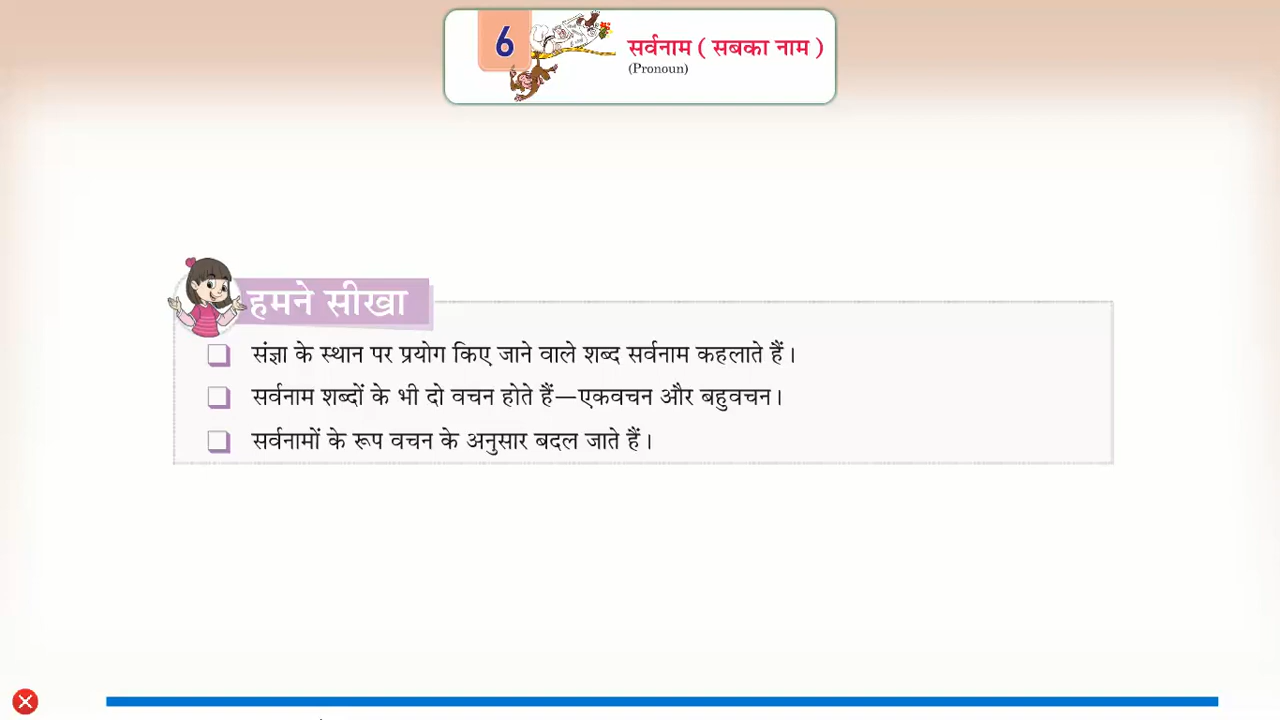 6
सर्वनाम ( सबका नाम )
(Pronoun)
हमने सीखा
संज्ञा के स्थान पर प्रयोग किए जाने वाले शब्द सर्वनाम कहलाते हैं।
सर्वनाम शब्दों के भी दो वचन होते हैं—एकवचन और बहुवचन।
सर्वनामों के रूप वचन के अनुसार बदल जाते हैं।